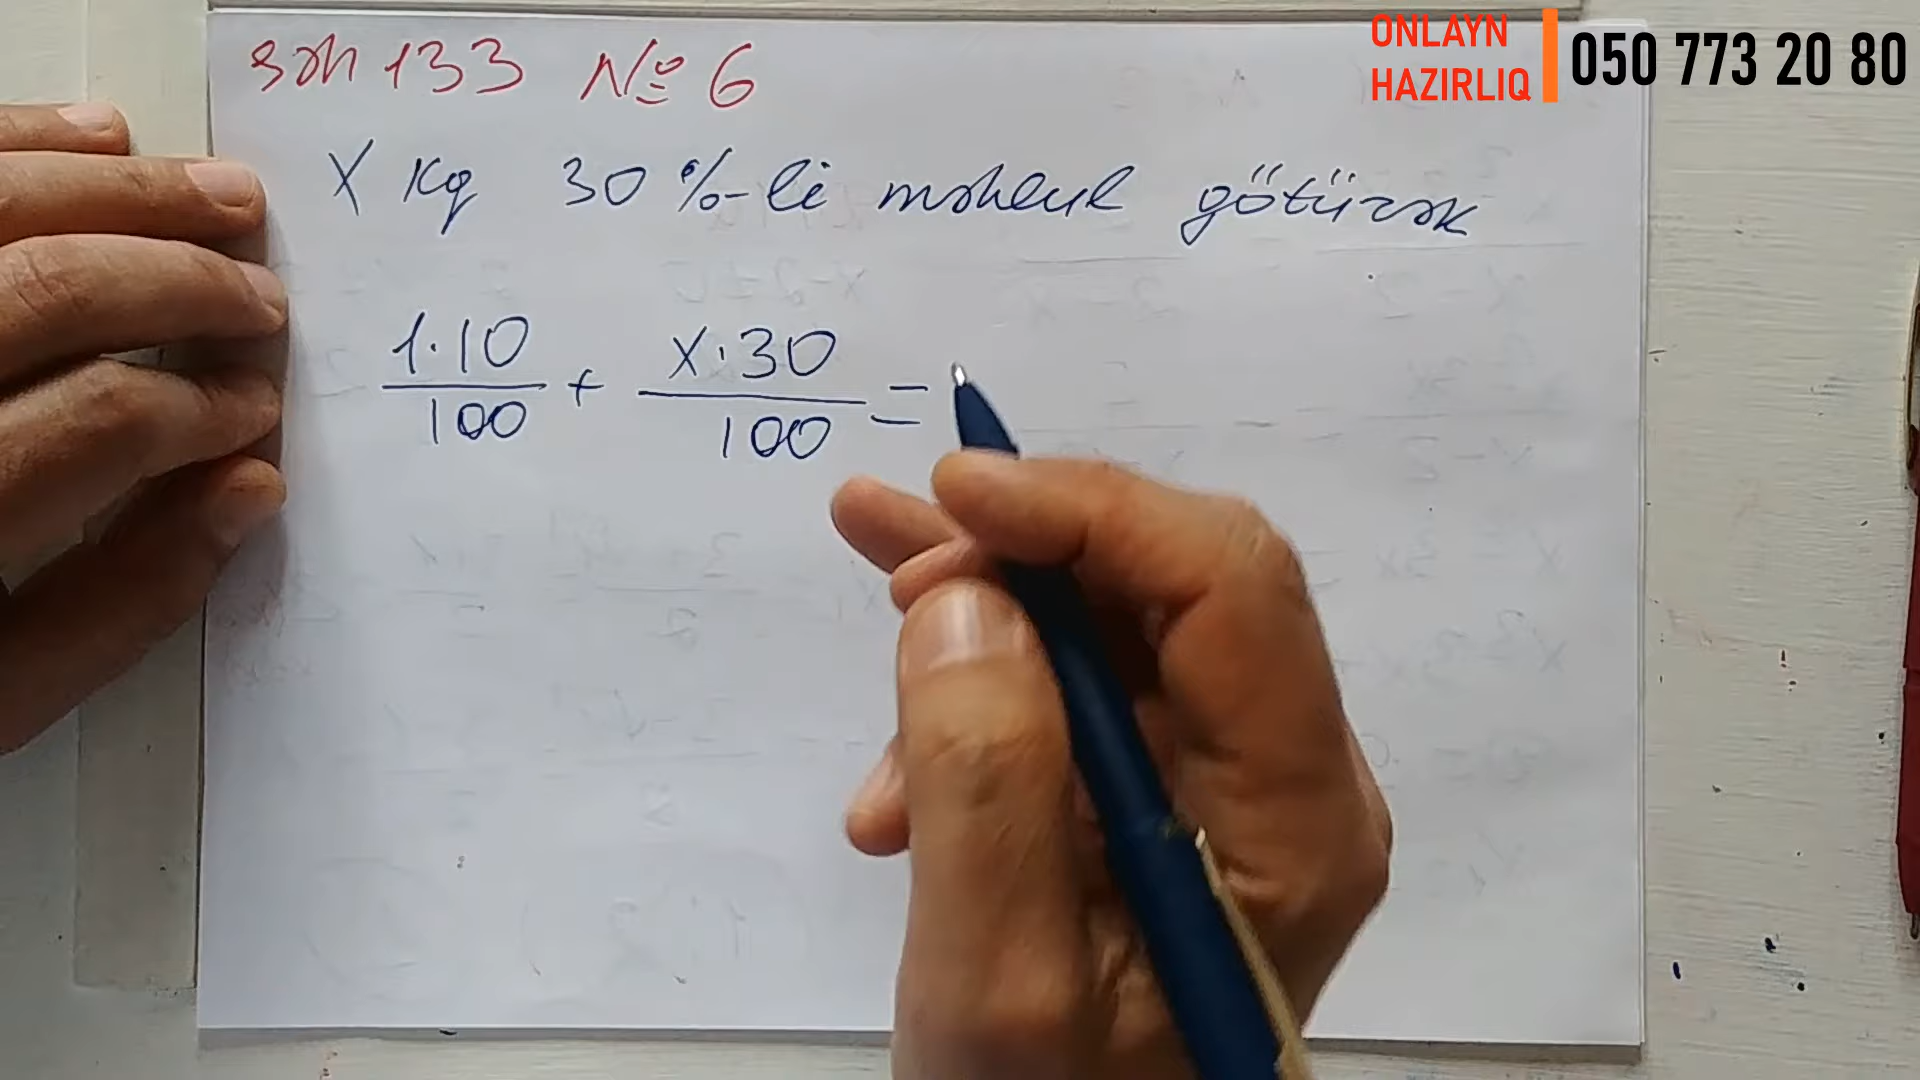 səh 133 № 6
ONLAYN
HAZIRLIQ
050 773 20 80
X kg 30 %-li məhlul götürək
1·10/100 + x·30/100 =